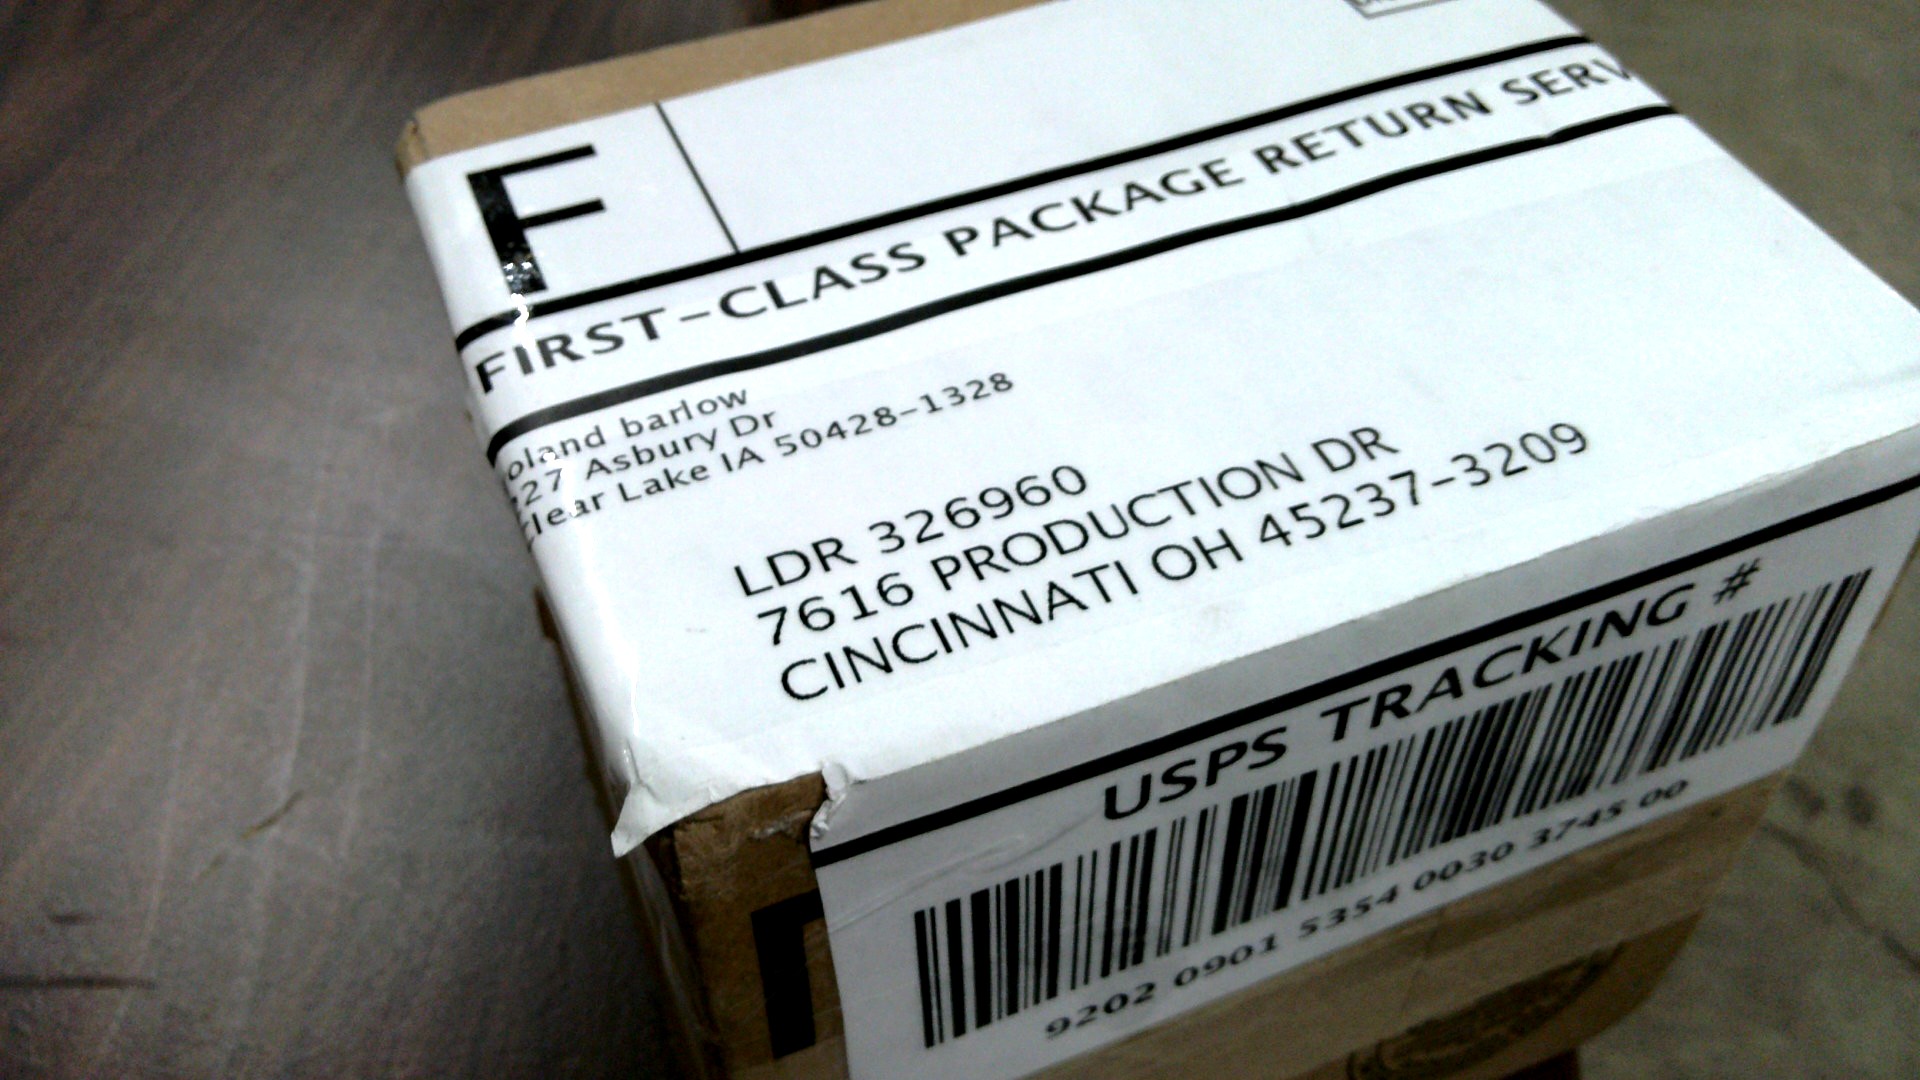 F
FIRST-CLASS PACKAGE RETURN SERV
oland barlow
227 Asbury Dr
Clear Lake IA 50428-1328
LDR 326960
7616 PRODUCTION DR
CINCINNATI OH 45237-3209
USPS TRACKING #
9202 0901 5354 0030 3745 00